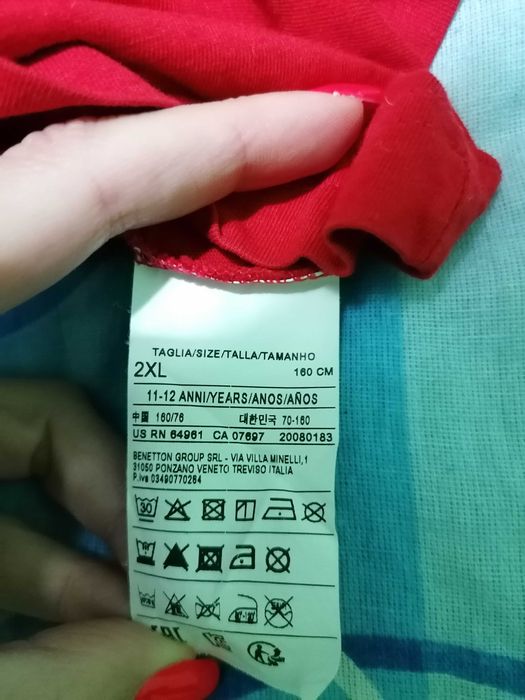 TAGLIA/SIZE/TALLA/TAMANHO
2XL 160 CM
11-12 ANNI/YEARS/ANOS/AÑOS
中国 160/76 대한민국 70-160
US RN 64961 CA 07697 20080183
BENETTON GROUP SRL - VIA VILLA MINELLI,1
31050 PONZANO VENETO TREVISO ITALIA
P.iva 03490770264
30